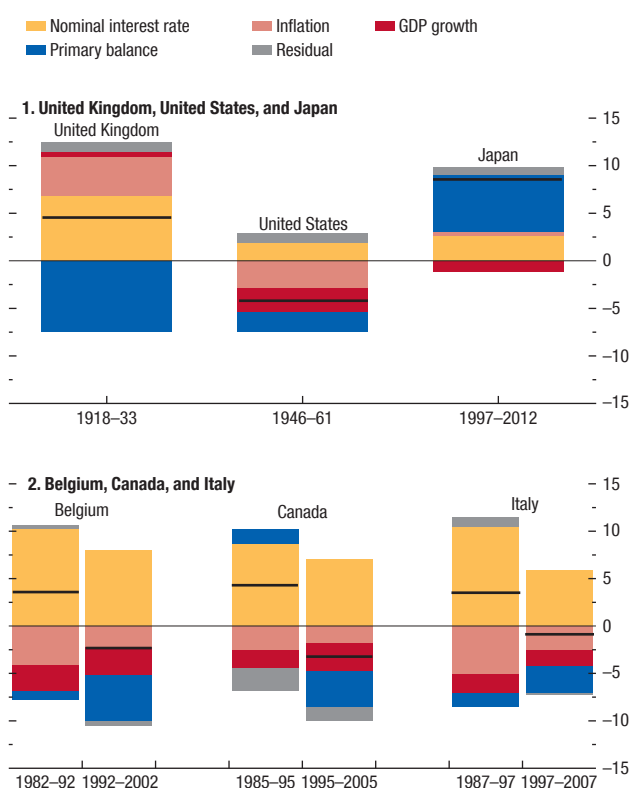 Nominal interest rate Inflation GDP growth
Primary balance Residual
1. United Kingdom, United States, and Japan
United Kingdom
United States
Japan
15
10
5
0
–5
–10
–15
1918–33 1946–61 1997–2012
2. Belgium, Canada, and Italy
Belgium Canada Italy
15
10
5
0
–5
–10
–15
1982–92 1992–2002 1985–95 1995–2005 1987–97 1997–2007